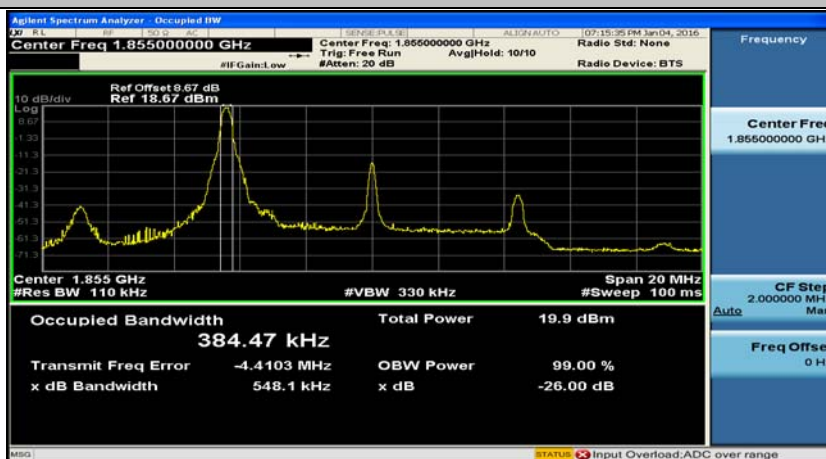 Agilent Spectrum Analyzer - Occupied BW
LXI RL RF 50 Ω AC SENSE:PULSE ALIGN AUTO 07:15:35 PM Jan 04, 2016
Center Freq 1.855000000 GHz
Center Freq: 1.855000000 GHz
Radio Std: None
Trig: Free Run Avg|Hold: 10/10
#IFGain:Low #Atten: 20 dB Radio Device: BTS
Frequency
Ref Offset 8.67 dB
10 dB/div Ref 18.67 dBm
Log
8.67
-1.33
-11.3
-21.3
-31.3
-41.3
-51.3
-61.3
-71.3
Center Fre
1.855000000 GH
Center 1.855 GHz Span 20 MHz
#Res BW 110 kHz #VBW 330 kHz #Sweep 100 ms
CF Step
2.000000 MH
Auto Ma
Occupied Bandwidth Total Power 19.9 dBm
384.47 kHz
Transmit Freq Error -4.4103 MHz OBW Power 99.00 %
x dB Bandwidth 548.1 kHz x dB -26.00 dB
Freq Offse
0 H
MSG STATUS Input Overload;ADC over range